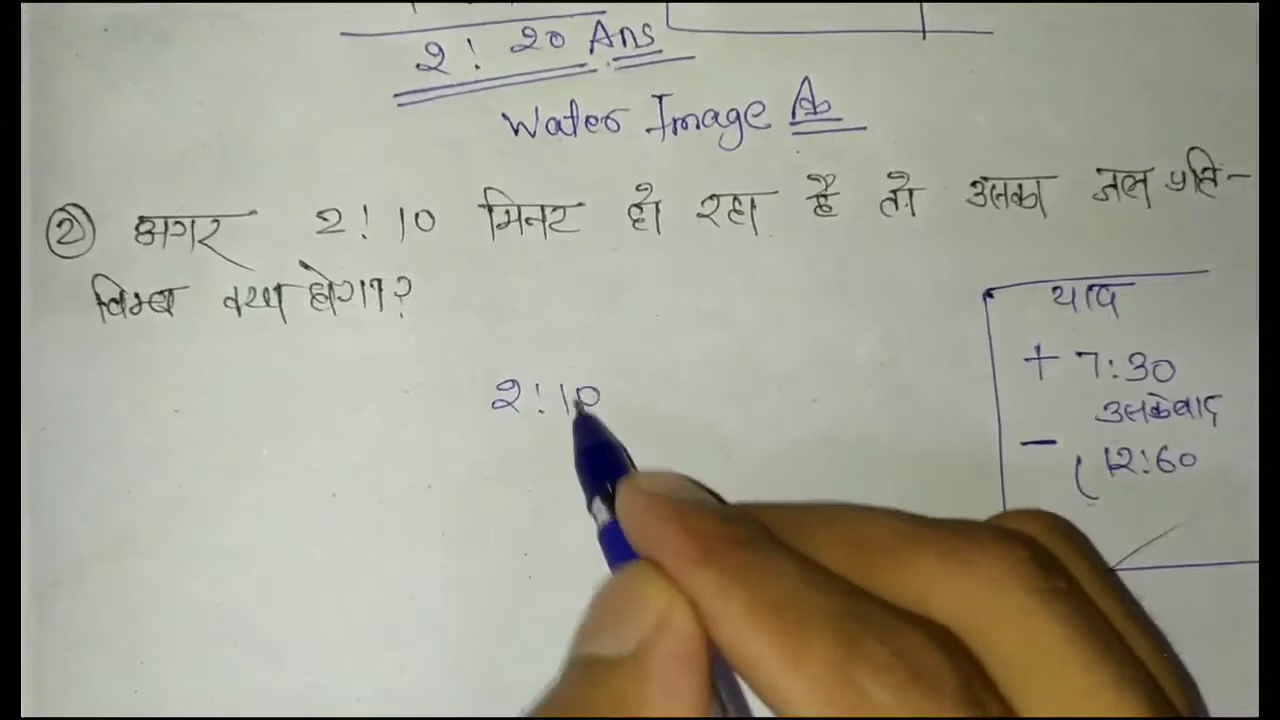 2! 20 Ans
Water Image
② अगर 2!10 मिनट हो रहा है तो उसका जल प्रति-
विम्ब क्या होगा?
2!10
याद
+ 7:30
उसकेबाद
- (12!60